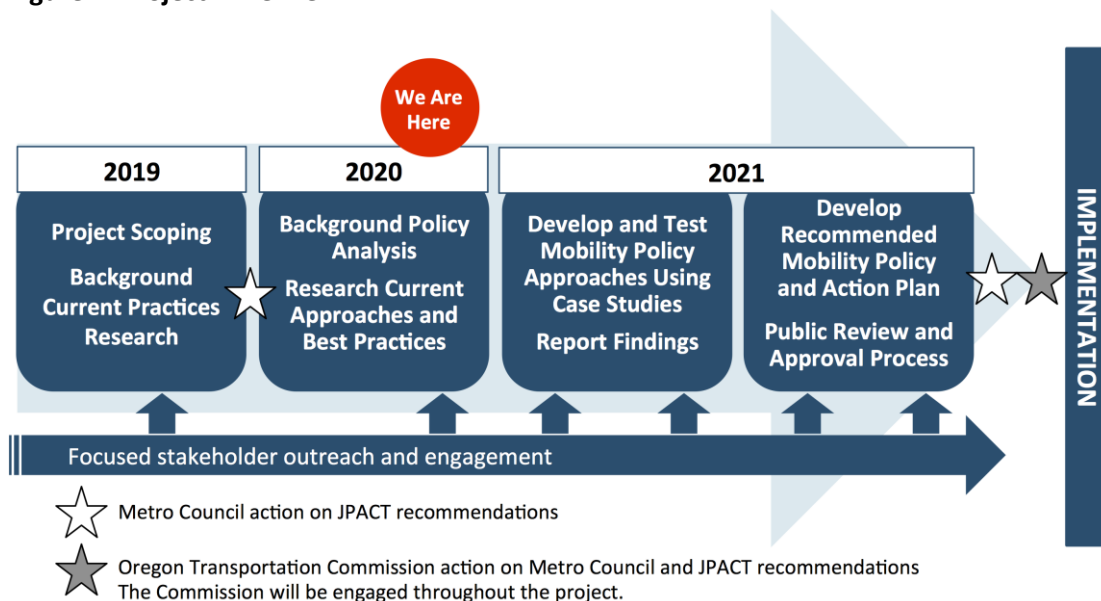 We Are
Here
2019
2020
2021
Project Scoping
Background
Current Practices
Research
Background Policy
Analysis
Research Current
Approaches and
Best Practices
Develop and Test
Mobility Policy
Approaches Using
Case Studies
Report Findings
Develop
Recommended
Mobility Policy
and Action Plan
Public Review and
Approval Process
IMPLEMENTATION
Focused stakeholder outreach and engagement
Metro Council action on JPACT recommendations
Oregon Transportation Commission action on Metro Council and JPACT recommendations
The Commission will be engaged throughout the project.